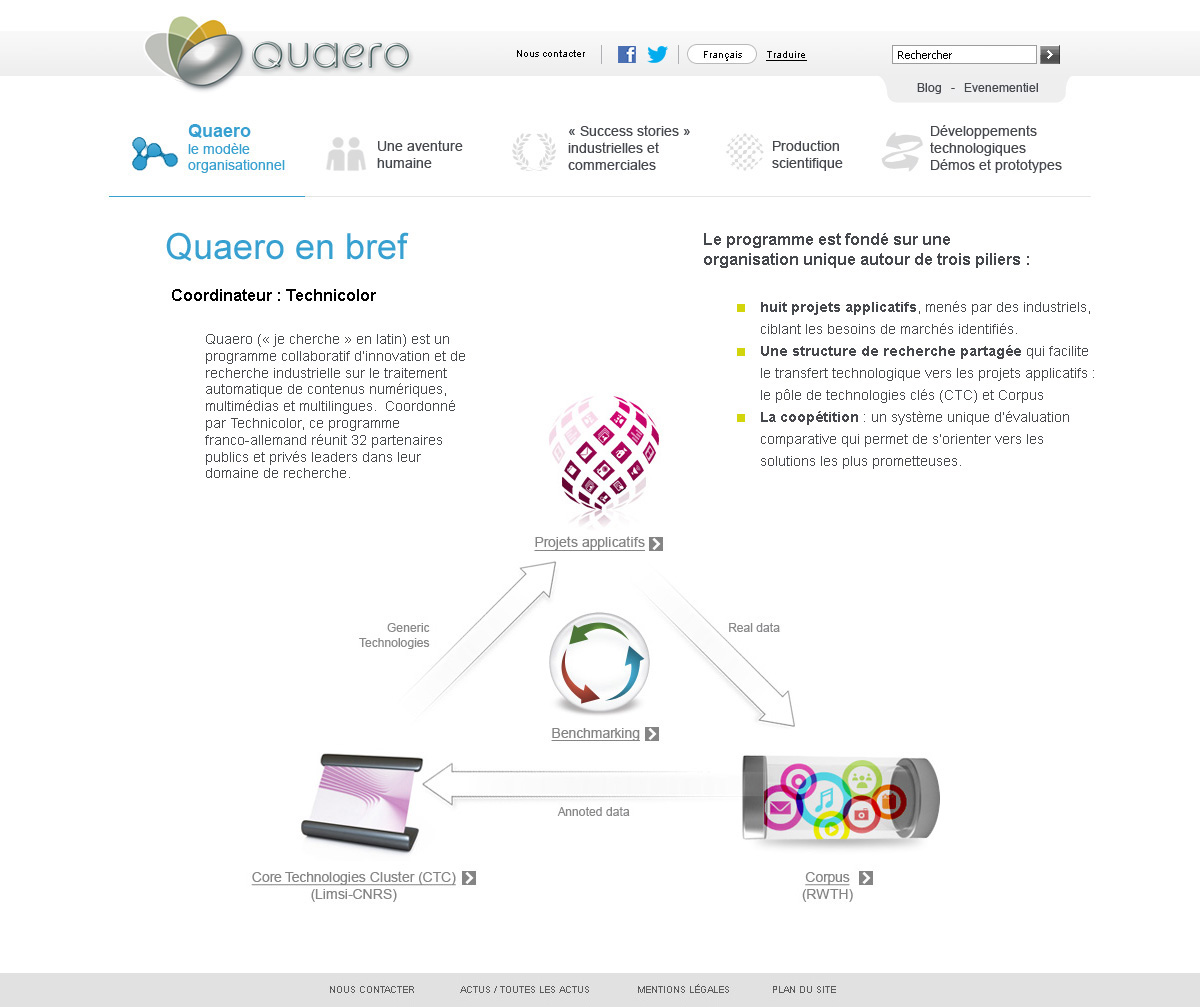 Quaero
Nous contacter
Français
Traduire
Rechercher
Blog - Evenementiel
Quaero
le modèle
organisationnel
Une aventure
humaine
« Success stories »
industrielles et
commerciales
Production
scientifique
Développements
technologiques
Démos et prototypes
Quaero en bref
Coordinateur : Technicolor
Quaero (« je cherche » en latin) est un
programme collaboratif d'innovation et de
recherche industrielle sur le traitement
automatique de contenus numériques,
multimédias et multilingues. Coordonné
par Technicolor, ce programme
franco-allemand réunit 32 partenaires
publics et privés leaders dans leur
domaine de recherche.
Le programme est fondé sur une
organisation unique autour de trois piliers :
huit projets applicatifs, menés par des industriels,
ciblant les besoins de marchés identifiés.
Une structure de recherche partagée qui facilite
le transfert technologique vers les projets applicatifs :
le pôle de technologies clés (CTC) et Corpus
La coopétition : un système unique d'évaluation
comparative qui permet de s'orienter vers les
solutions les plus prometteuses.
Projets applicatifs
Generic
Technologies
Real data
Benchmarking
Annoted data
Core Technologies Cluster (CTC)
(Limsi-CNRS)
Corpus
(RWTH)
NOUS CONTACTER
ACTUS / TOUTES LES ACTUS
MENTIONS LÉGALES
PLAN DU SITE